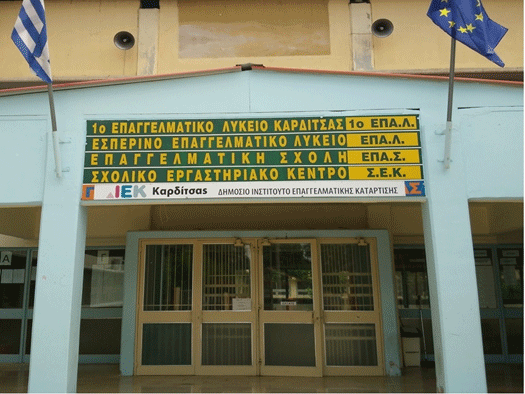 1ο ΕΠΑΓΓΕΛΜΑΤΙΚΟ ΛΥΚΕΙΟ ΚΑΡΔΙΤΣΑΣ 1ο ΕΠΑ.Λ.
ΕΣΠΕΡΙΝΟ ΕΠΑΓΓΕΛΜΑΤΙΚΟ ΛΥΚΕΙΟ ΕΠΑ.Λ.
ΕΠΑΓΓΕΛΜΑΤΙΚΗ ΣΧΟΛΗ ΕΠΑ.Σ.
ΣΧΟΛΙΚΟ ΕΡΓΑΣΤΗΡΙΑΚΟ ΚΕΝΤΡΟ Σ.Ε.Κ.
ΔΙΕΚ Καρδίτσας ΔΗΜΟΣΙΟ ΙΝΣΤΙΤΟΥΤΟ ΕΠΑΓΓΕΛΜΑΤΙΚΗΣ ΚΑΤΑΡΤΙΣΗΣ
Α